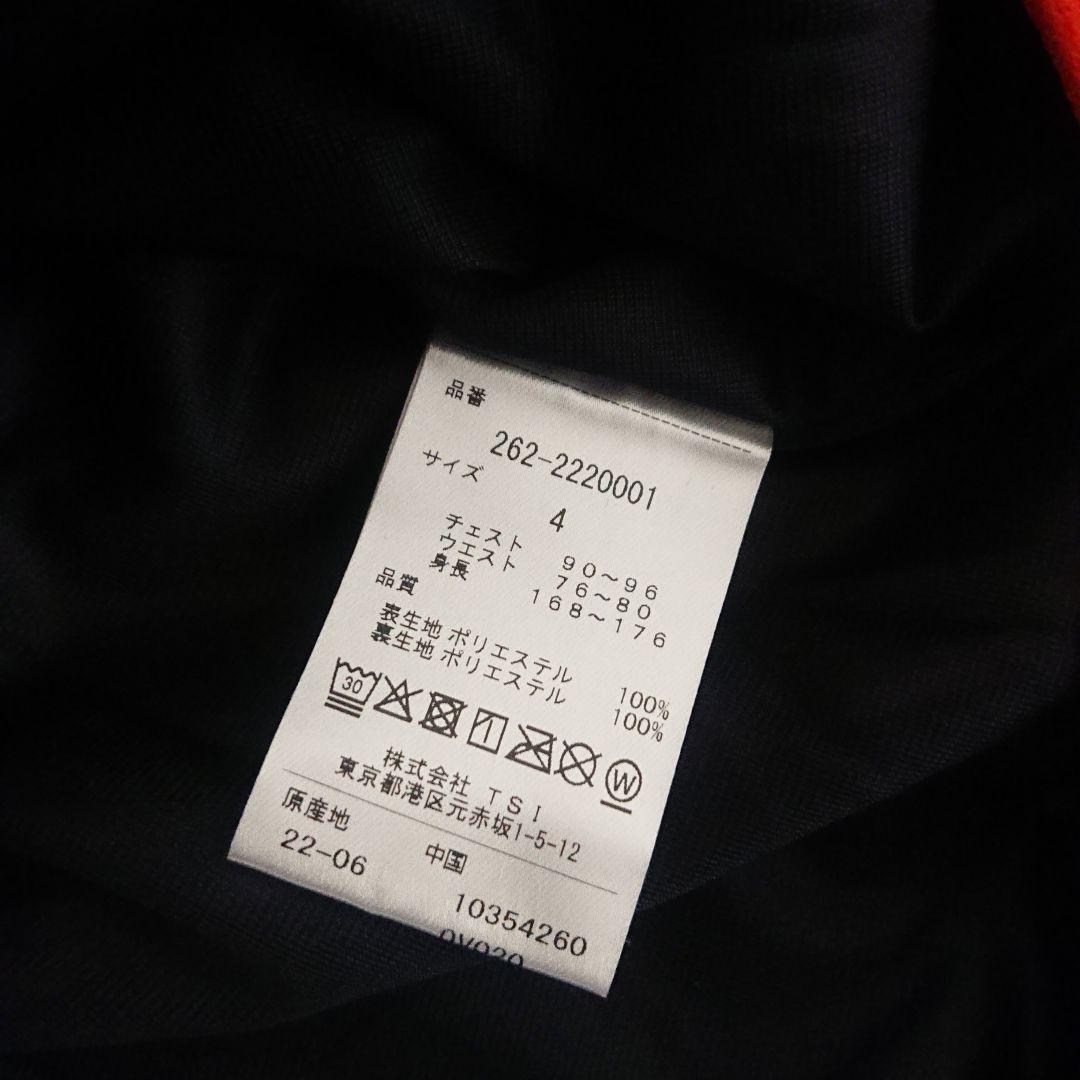 品番
262-2220001
サイズ
4
チェスト 90～96
ウエスト 76～80
身長 168～176
品質
表生地 ポリエステル 100%
裏生地 ポリエステル 100%
30
W
株式会社 TSI
東京都港区元赤坂1-5-12
原産地 中国
22-06 10354260